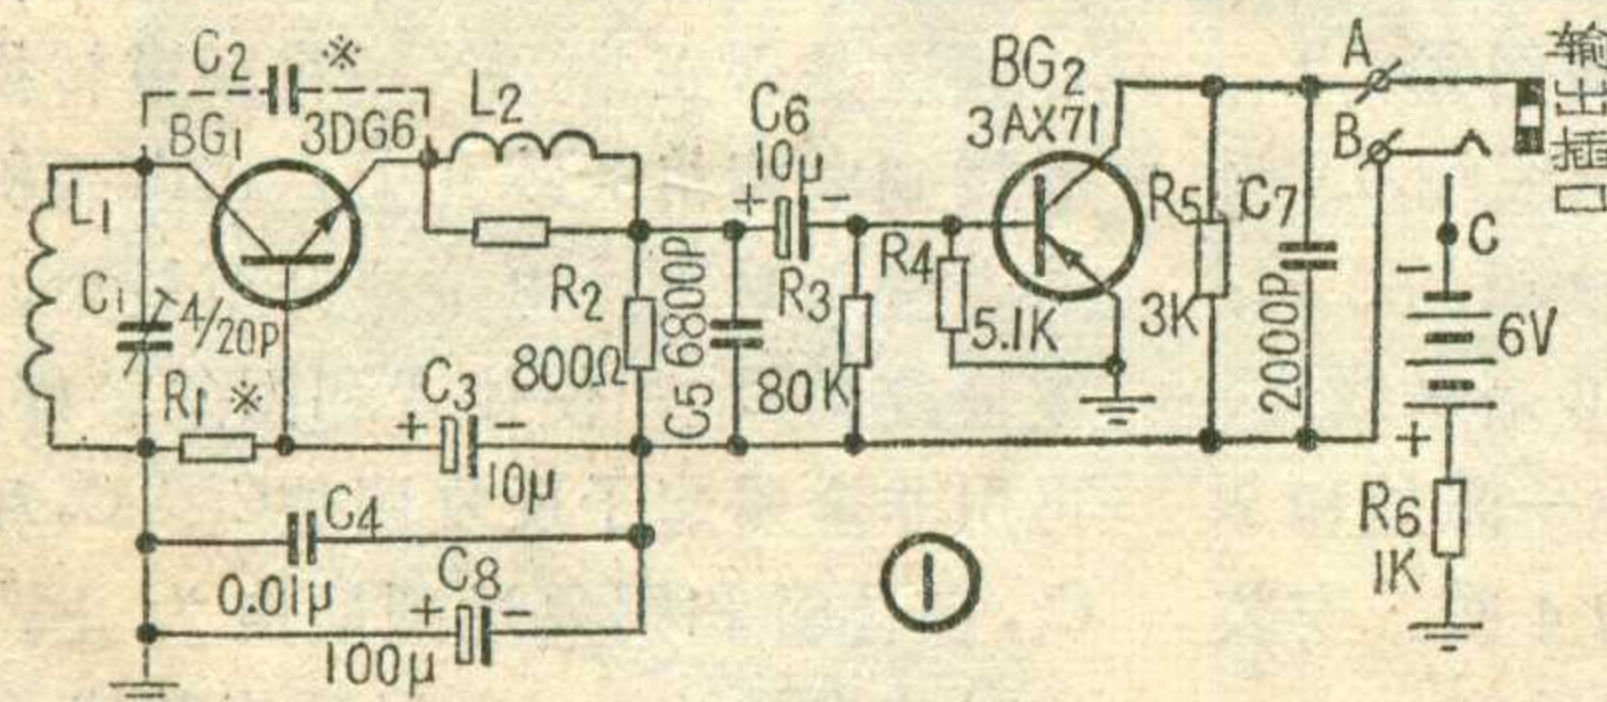 C2 ※
BG1 3DG6
L2
L1
C1 4/20P
R1 ※
C3
+ -
10μ
C4
0.01μ
C8
+ -
100μ
R2
800Ω
C5 6800P
C6
10μ
+ -
R3
80K
R4
5.1K
BG2
3AX71
R5
3K
C7
2000P
A
B
C
输出插口
-
6V
+
R6
1K
①